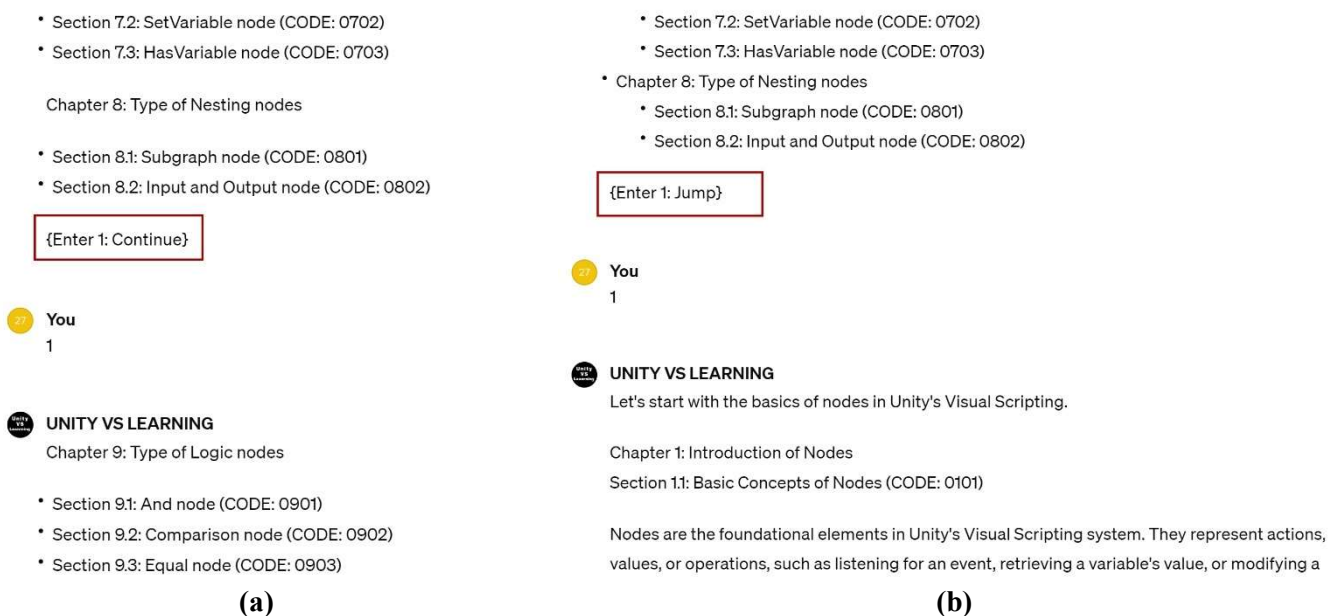 • Section 7.2: SetVariable node (CODE: 0702)
• Section 7.3: HasVariable node (CODE: 0703)
Chapter 8: Type of Nesting nodes
• Section 8.1: Subgraph node (CODE: 0801)
• Section 8.2: Input and Output node (CODE: 0802)
{Enter 1: Continue}
27
You
1
Unity
VS
Learning
UNITY VS LEARNING
Chapter 9: Type of Logic nodes
• Section 9.1: And node (CODE: 0901)
• Section 9.2: Comparison node (CODE: 0902)
• Section 9.3: Equal node (CODE: 0903)
(a)
• Section 7.2: SetVariable node (CODE: 0702)
• Section 7.3: HasVariable node (CODE: 0703)
• Chapter 8: Type of Nesting nodes
• Section 8.1: Subgraph node (CODE: 0801)
• Section 8.2: Input and Output node (CODE: 0802)
{Enter 1: Jump}
27
You
1
Unity
VS
Learning
UNITY VS LEARNING
Let's start with the basics of nodes in Unity's Visual Scripting.
Chapter 1: Introduction of Nodes
Section 1.1: Basic Concepts of Nodes (CODE: 0101)
Nodes are the foundational elements in Unity's Visual Scripting system. They represent actions,
values, or operations, such as listening for an event, retrieving a variable's value, or modifying a
(b)